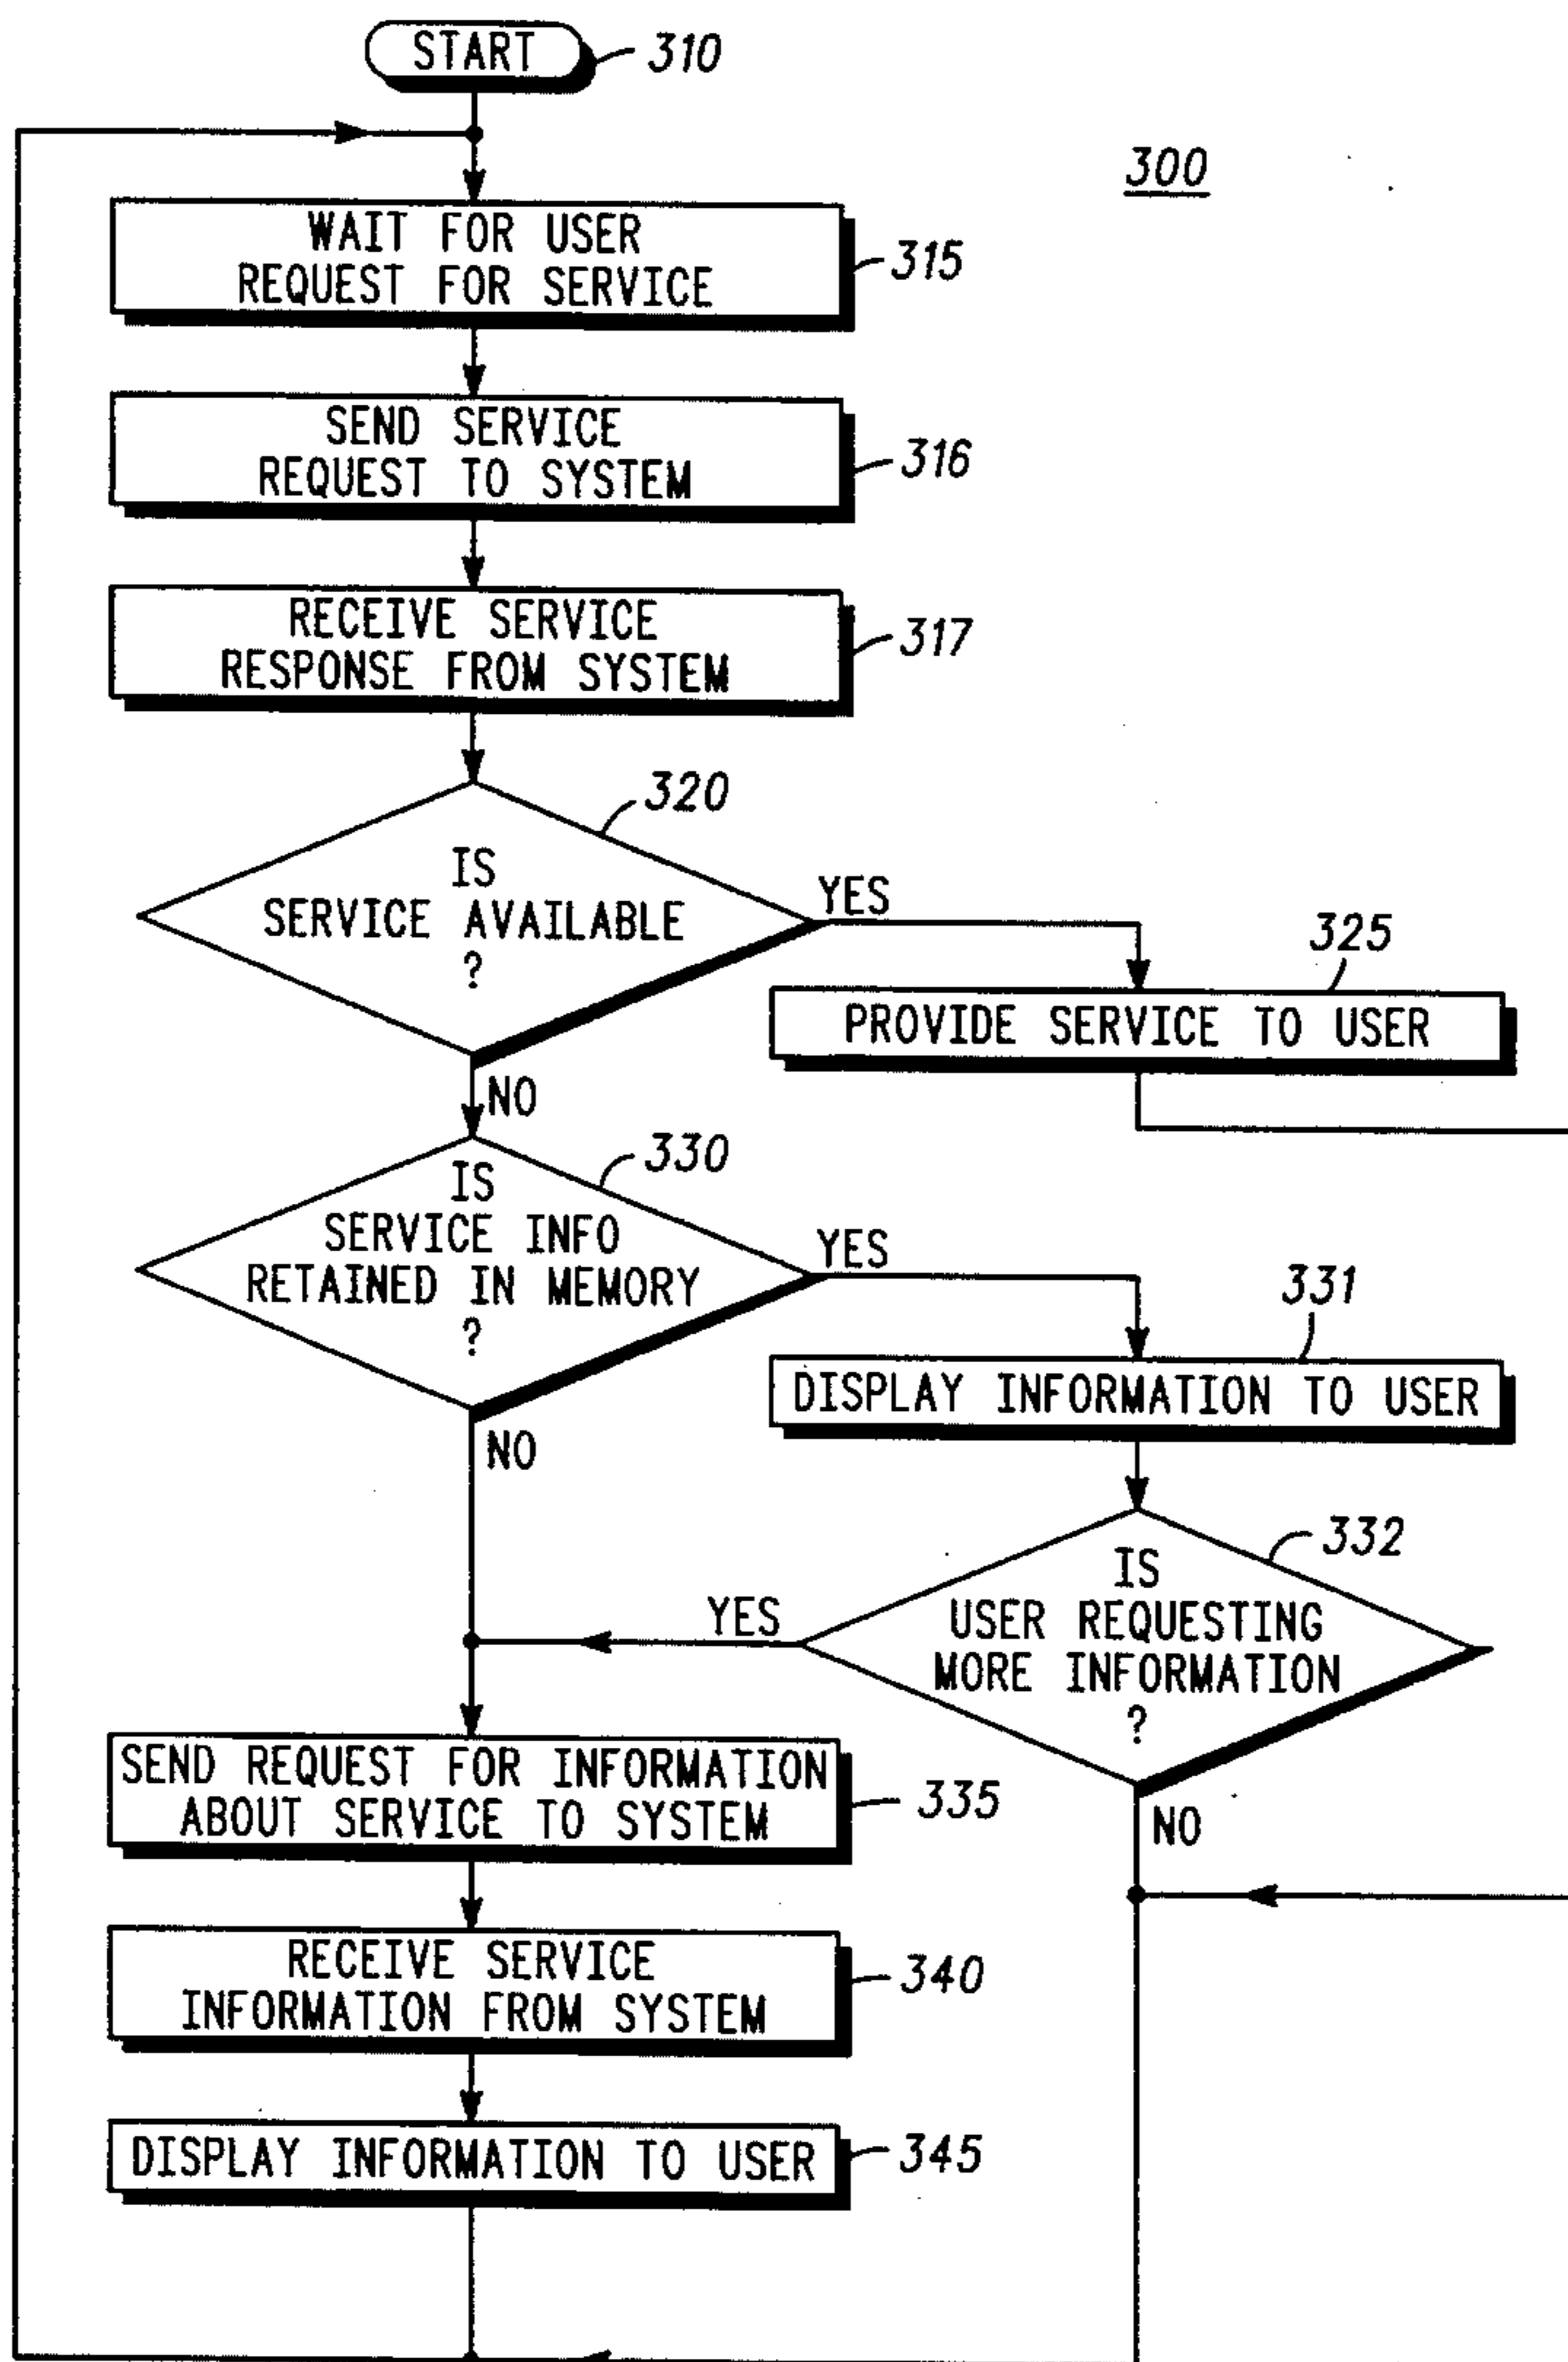 START
310
300
WAIT FOR USER
REQUEST FOR SERVICE
315
SEND SERVICE
REQUEST TO SYSTEM
316
RECEIVE SERVICE
RESPONSE FROM SYSTEM
317
320
IS
SERVICE AVAILABLE
?
YES
325
PROVIDE SERVICE TO USER
NO
330
IS
SERVICE INFO
RETAINED IN MEMORY
?
YES
331
DISPLAY INFORMATION TO USER
NO
332
IS
USER REQUESTING
MORE INFORMATION
?
YES
NO
SEND REQUEST FOR INFORMATION
ABOUT SERVICE TO SYSTEM
335
RECEIVE SERVICE
INFORMATION FROM SYSTEM
340
DISPLAY INFORMATION TO USER
345